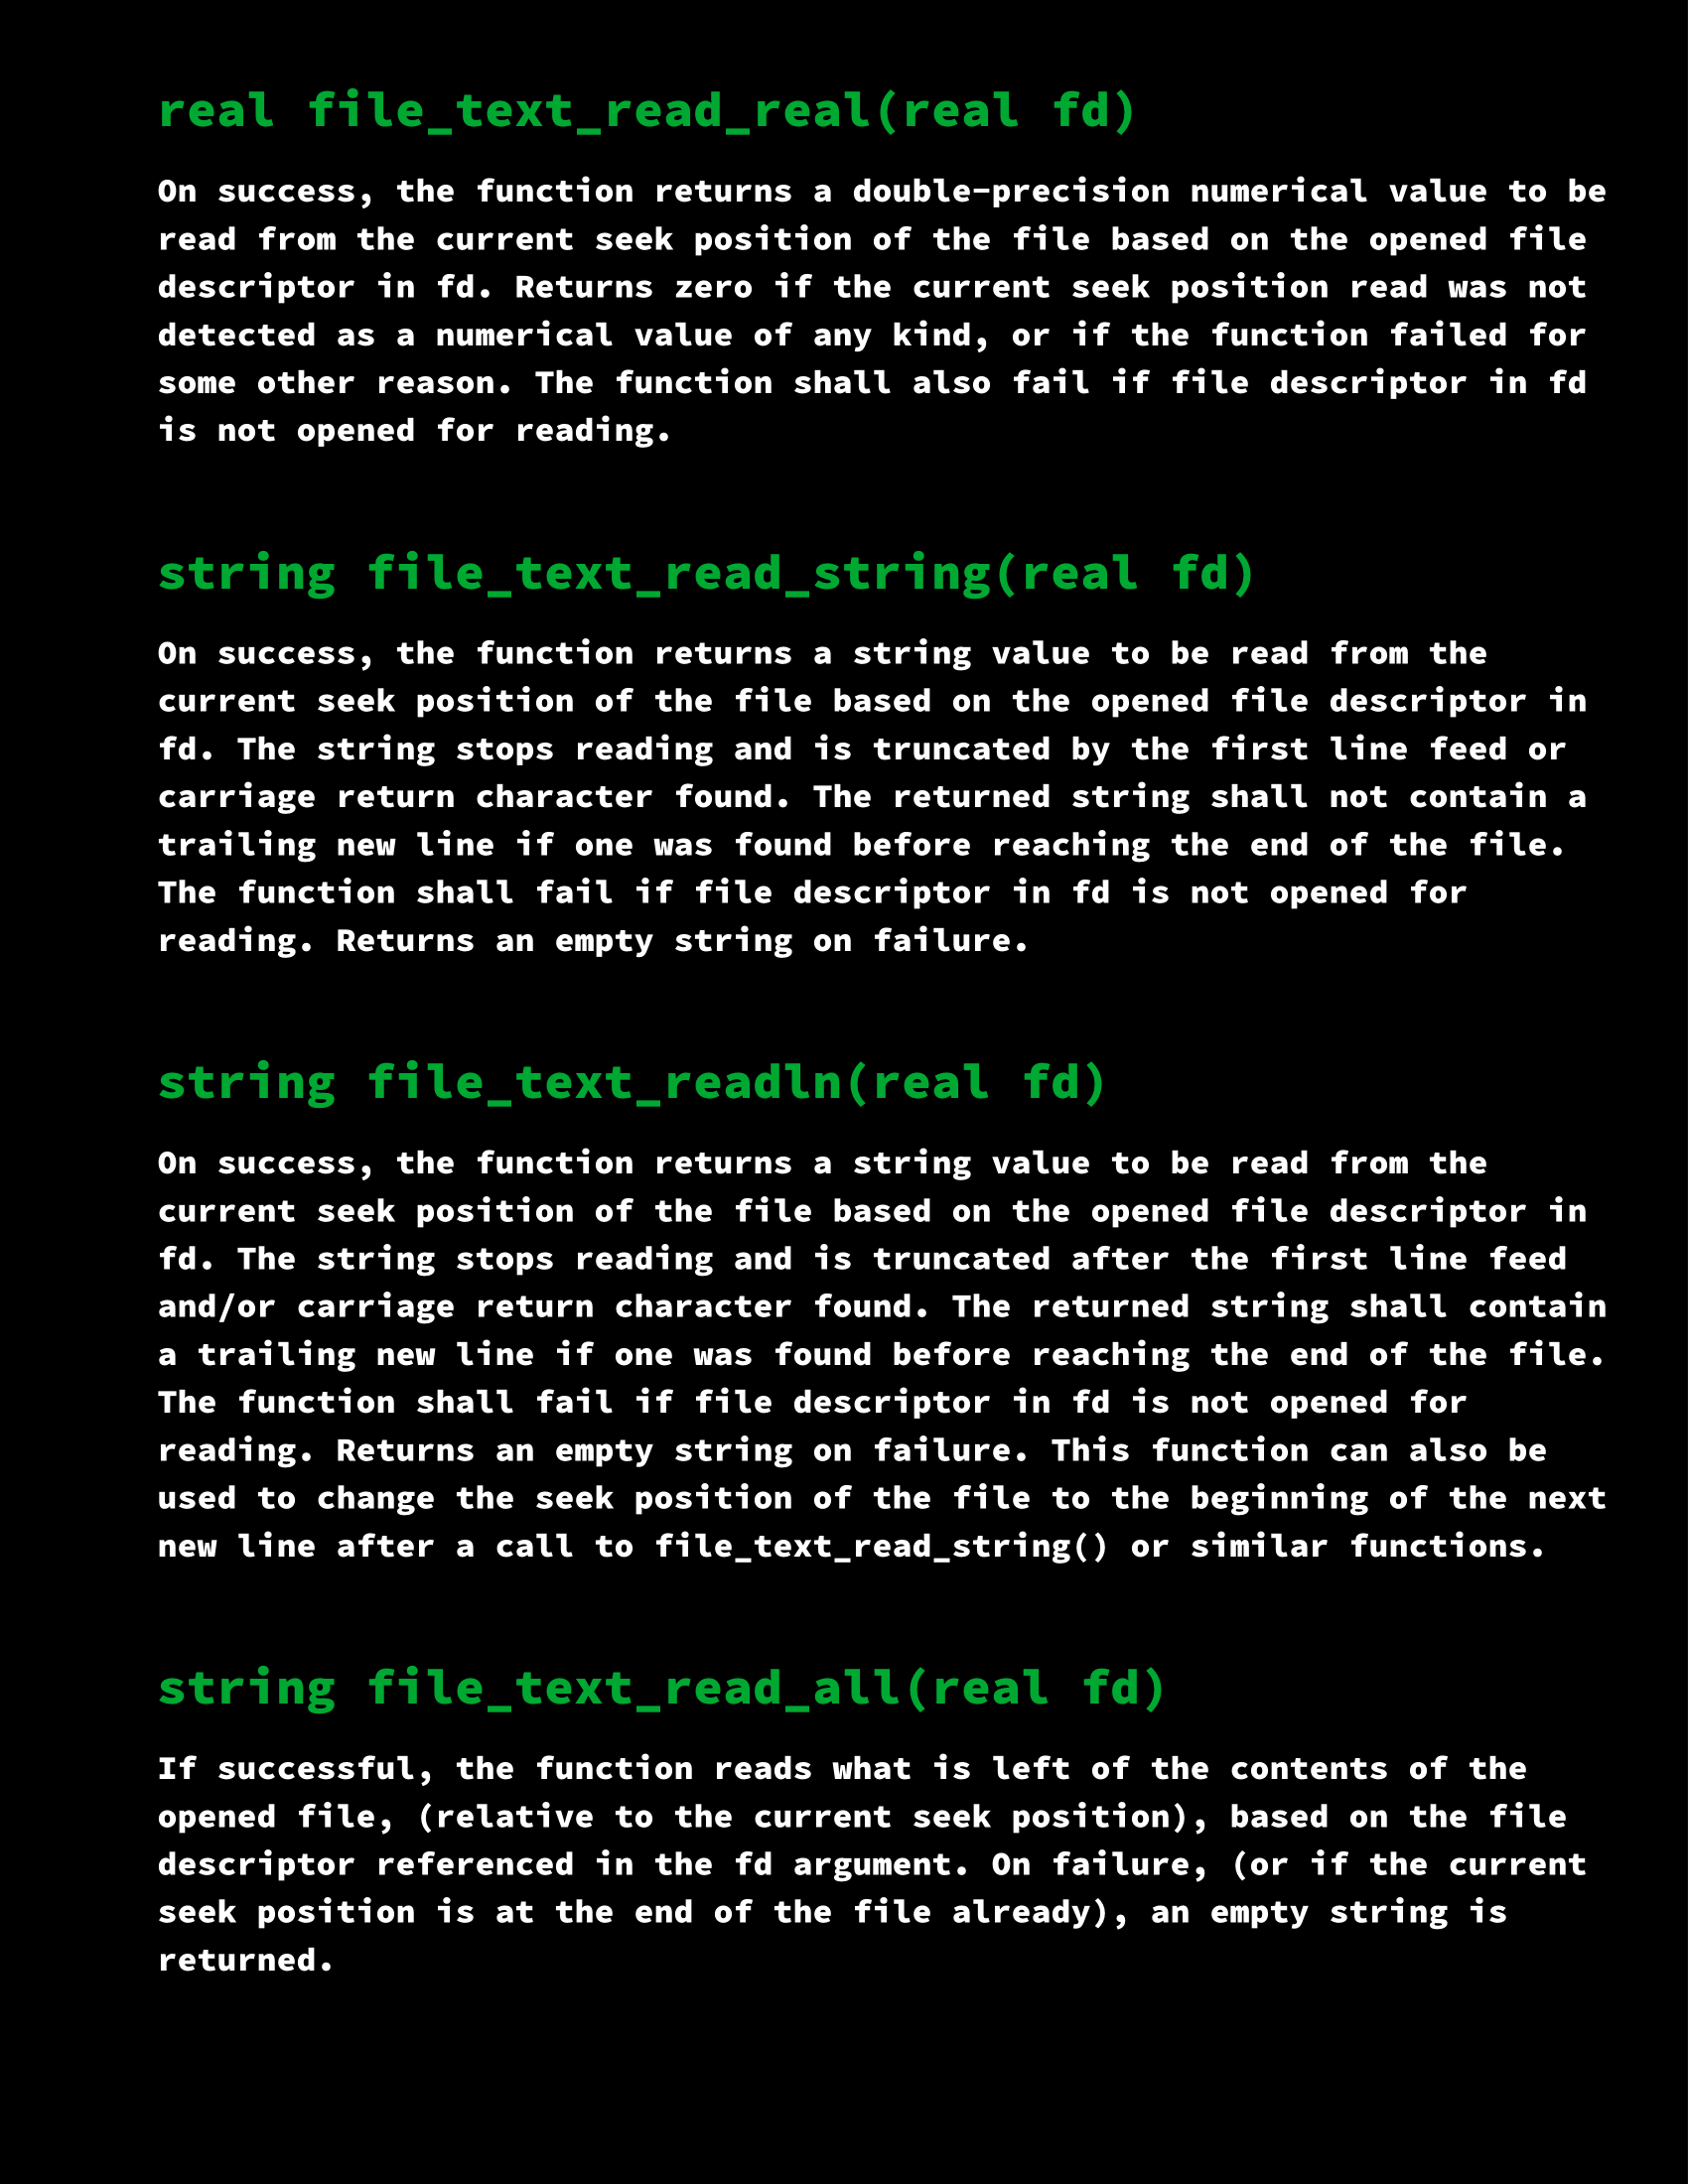 real file_text_read_real(real fd)
On success, the function returns a double-precision numerical value to be
read from the current seek position of the file based on the opened file
descriptor in fd. Returns zero if the current seek position read was not
detected as a numerical value of any kind, or if the function failed for
some other reason. The function shall also fail if file descriptor in fd
is not opened for reading.
string file_text_read_string(real fd)
On success, the function returns a string value to be read from the
current seek position of the file based on the opened file descriptor in
fd. The string stops reading and is truncated by the first line feed or
carriage return character found. The returned string shall not contain a
trailing new line if one was found before reaching the end of the file.
The function shall fail if file descriptor in fd is not opened for
reading. Returns an empty string on failure.
string file_text_readln(real fd)
On success, the function returns a string value to be read from the
current seek position of the file based on the opened file descriptor in
fd. The string stops reading and is truncated after the first line feed
and/or carriage return character found. The returned string shall contain
a trailing new line if one was found before reaching the end of the file.
The function shall fail if file descriptor in fd is not opened for
reading. Returns an empty string on failure. This function can also be
used to change the seek position of the file to the beginning of the next
new line after a call to file_text_read_string() or similar functions.
string file_text_read_all(real fd)
If successful, the function reads what is left of the contents of the
opened file, (relative to the current seek position), based on the file
descriptor referenced in the fd argument. On failure, (or if the current
seek position is at the end of the file already), an empty string is
returned.